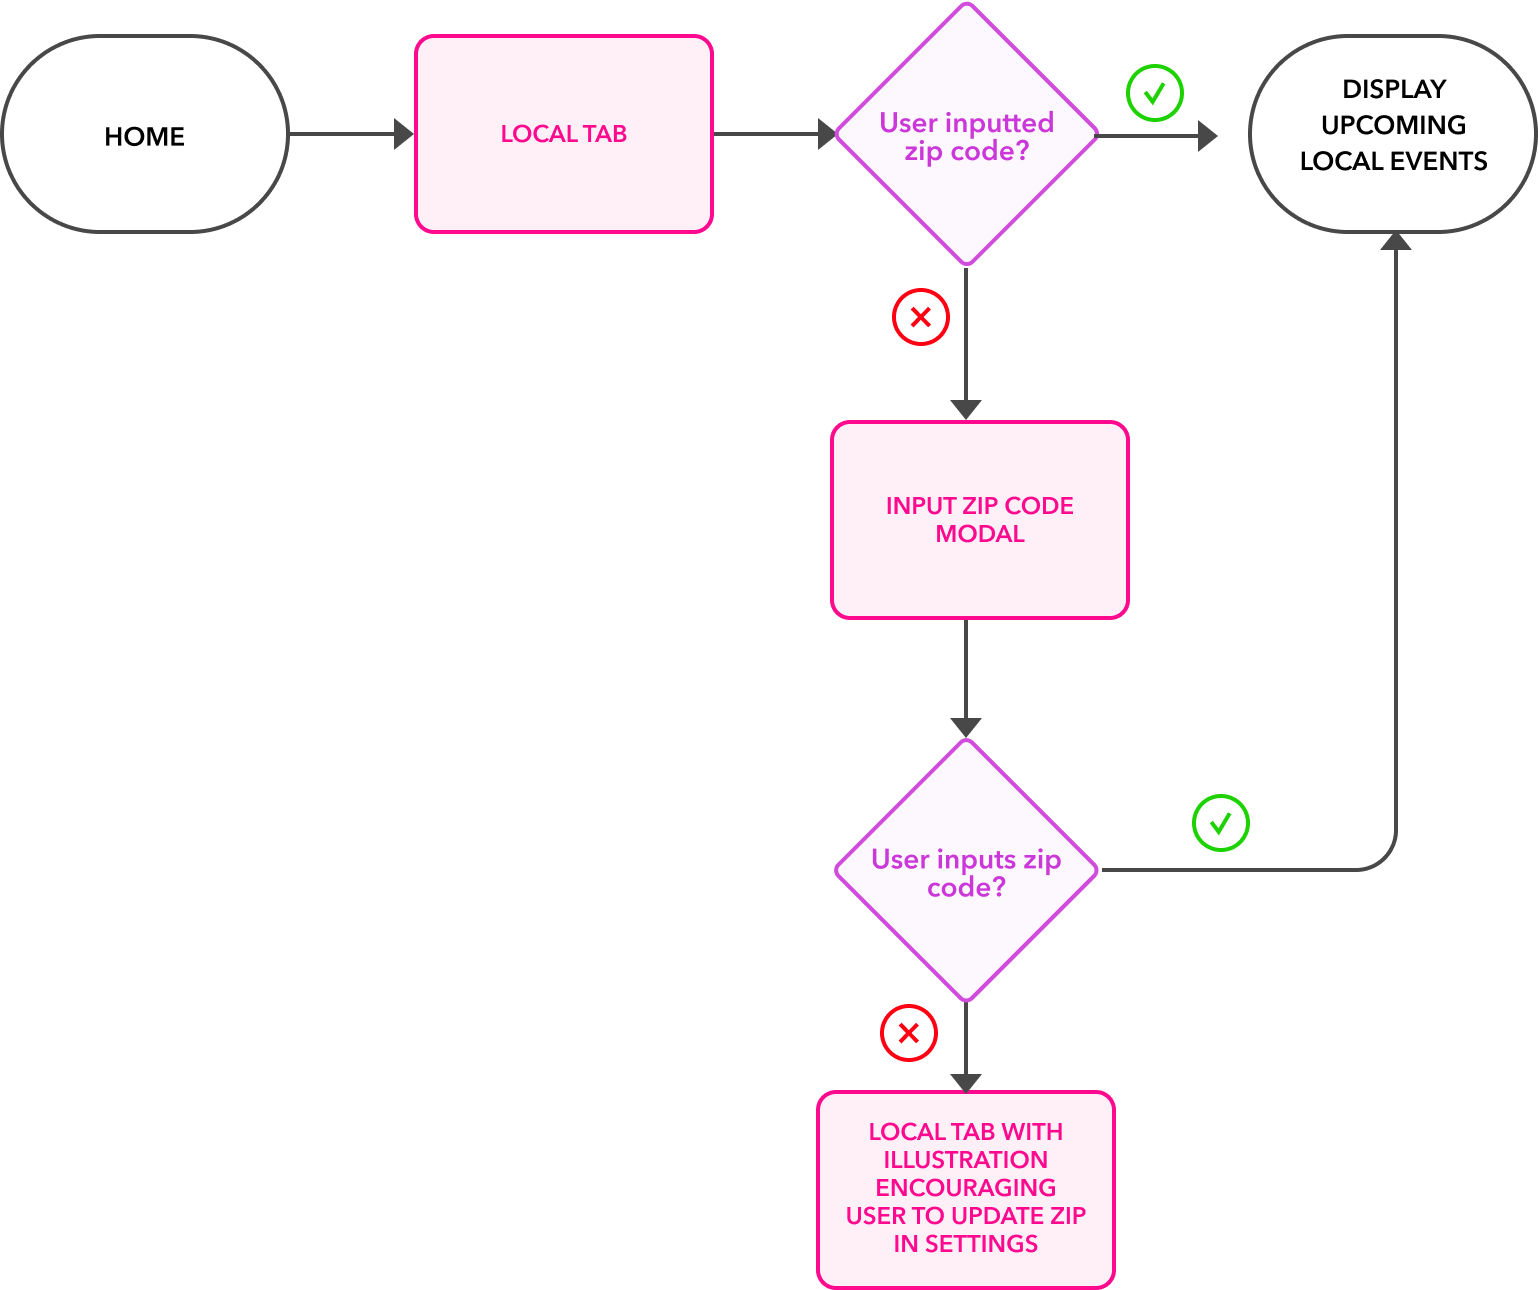 HOME
LOCAL TAB
User inputted
zip code?
DISPLAY
UPCOMING
LOCAL EVENTS
INPUT ZIP CODE
MODAL
User inputs zip
code?
LOCAL TAB WITH
ILLUSTRATION
ENCOURAGING
USER TO UPDATE ZIP
IN SETTINGS